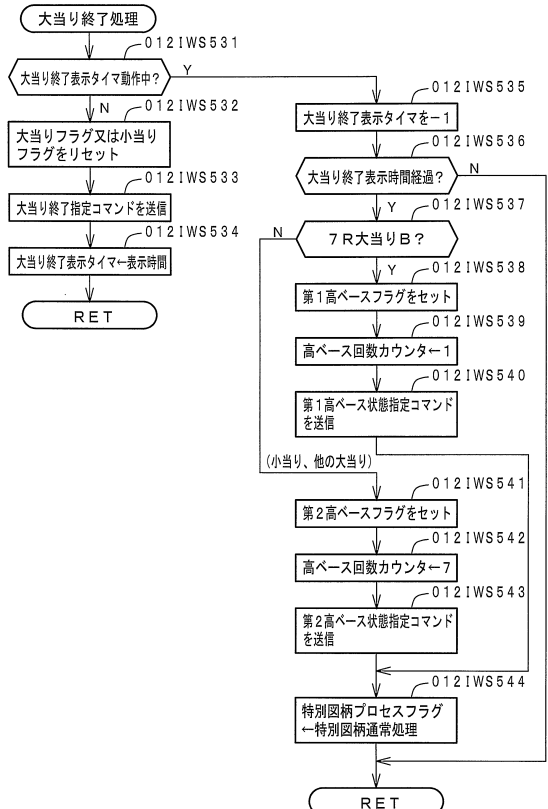 大当り終了処理
012IWS531
大当り終了表示タイマ動作中?
Y
N
012IWS532
大当りフラグ又は小当り
フラグをリセット
012IWS533
大当り終了指定コマンドを送信
012IWS534
大当り終了表示タイマ←表示時間
RET
012IWS535
大当り終了表示タイマを−1
012IWS536
大当り終了表示時間経過?
N
Y
012IWS537
N
7R大当りB?
Y
012IWS538
第1高ベースフラグをセット
012IWS539
高ベース回数カウンタ←1
012IWS540
第1高ベース状態指定コマンド
を送信
(小当り、他の大当り)
012IWS541
第2高ベースフラグをセット
012IWS542
高ベース回数カウンタ←7
012IWS543
第2高ベース状態指定コマンド
を送信
012IWS544
特別図柄プロセスフラグ
←特別図柄通常処理
RET